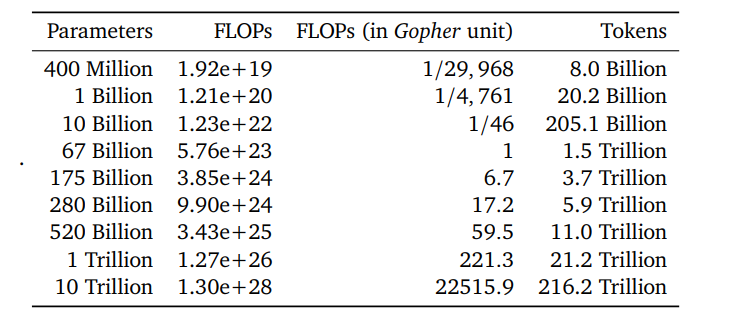 Parameters FLOPs FLOPs (in Gopher unit) Tokens
400 Million 1.92e+19 1/29, 968 8.0 Billion
1 Billion 1.21e+20 1/4, 761 20.2 Billion
10 Billion 1.23e+22 1/46 205.1 Billion
67 Billion 5.76e+23 1 1.5 Trillion
175 Billion 3.85e+24 6.7 3.7 Trillion
280 Billion 9.90e+24 17.2 5.9 Trillion
520 Billion 3.43e+25 59.5 11.0 Trillion
1 Trillion 1.27e+26 221.3 21.2 Trillion
10 Trillion 1.30e+28 22515.9 216.2 Trillion